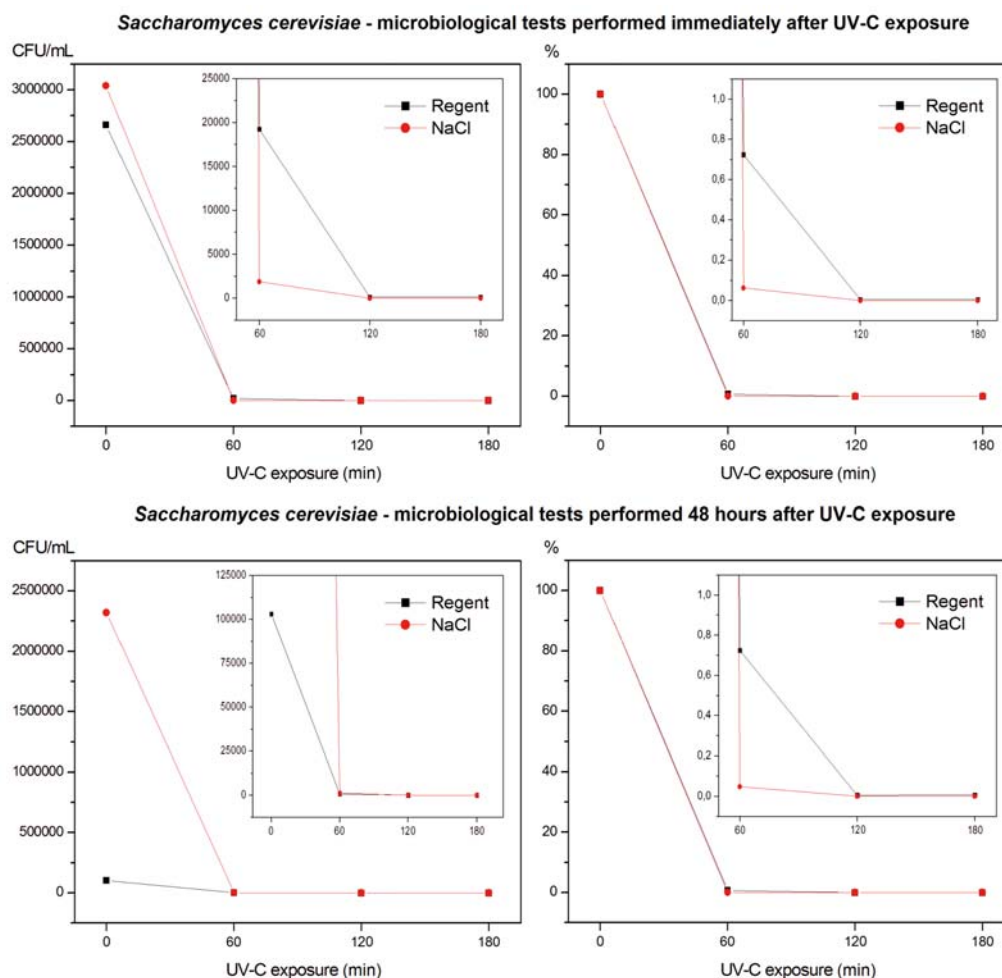 Saccharomyces cerevisiae - microbiological tests performed immediately after UV-C exposure
CFU/mL
3000000
2500000
2000000
1500000
1000000
500000
0
0 60 120 180
UV-C exposure (min)
25000
20000
15000
10000
5000
0
60 120 180
Regent
NaCl
%
100
80
60
40
20
0
0 60 120 180
UV-C exposure (min)
1,0
0,8
0,6
0,4
0,2
0,0
60 120 180
Regent
NaCl
Saccharomyces cerevisiae - microbiological tests performed 48 hours after UV-C exposure
CFU/mL
2500000
2000000
1500000
1000000
500000
0
0 60 120 180
UV-C exposure (min)
125000
100000
75000
50000
25000
0
0 60 120 180
Regent
NaCl
%
100
80
60
40
20
0
0 60 120 180
UV-C exposure (min)
1,0
0,8
0,6
0,4
0,2
0,0
60 120 180
Regent
NaCl